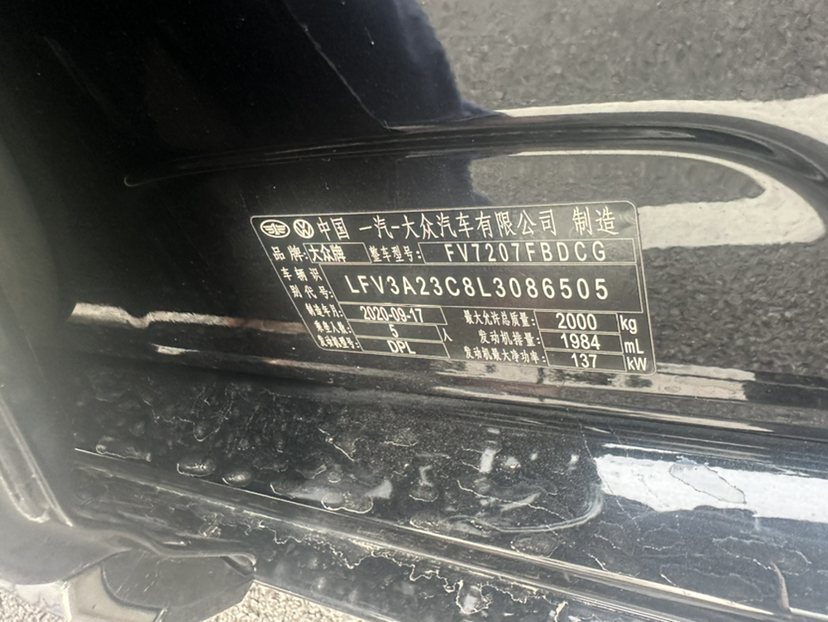 中国 一汽-大众汽车有限公司 制造
品牌: 大众牌 整车型号: FV7207FBDCG
车辆识别代号: LFV3A23C8L3086505
制造年月: 2020-09-17 最大允许总质量: 2000 kg
乘坐人数: 5 人 发动机排量: 1984 mL
发动机型号: DPL 发动机最大净功率: 137 kW